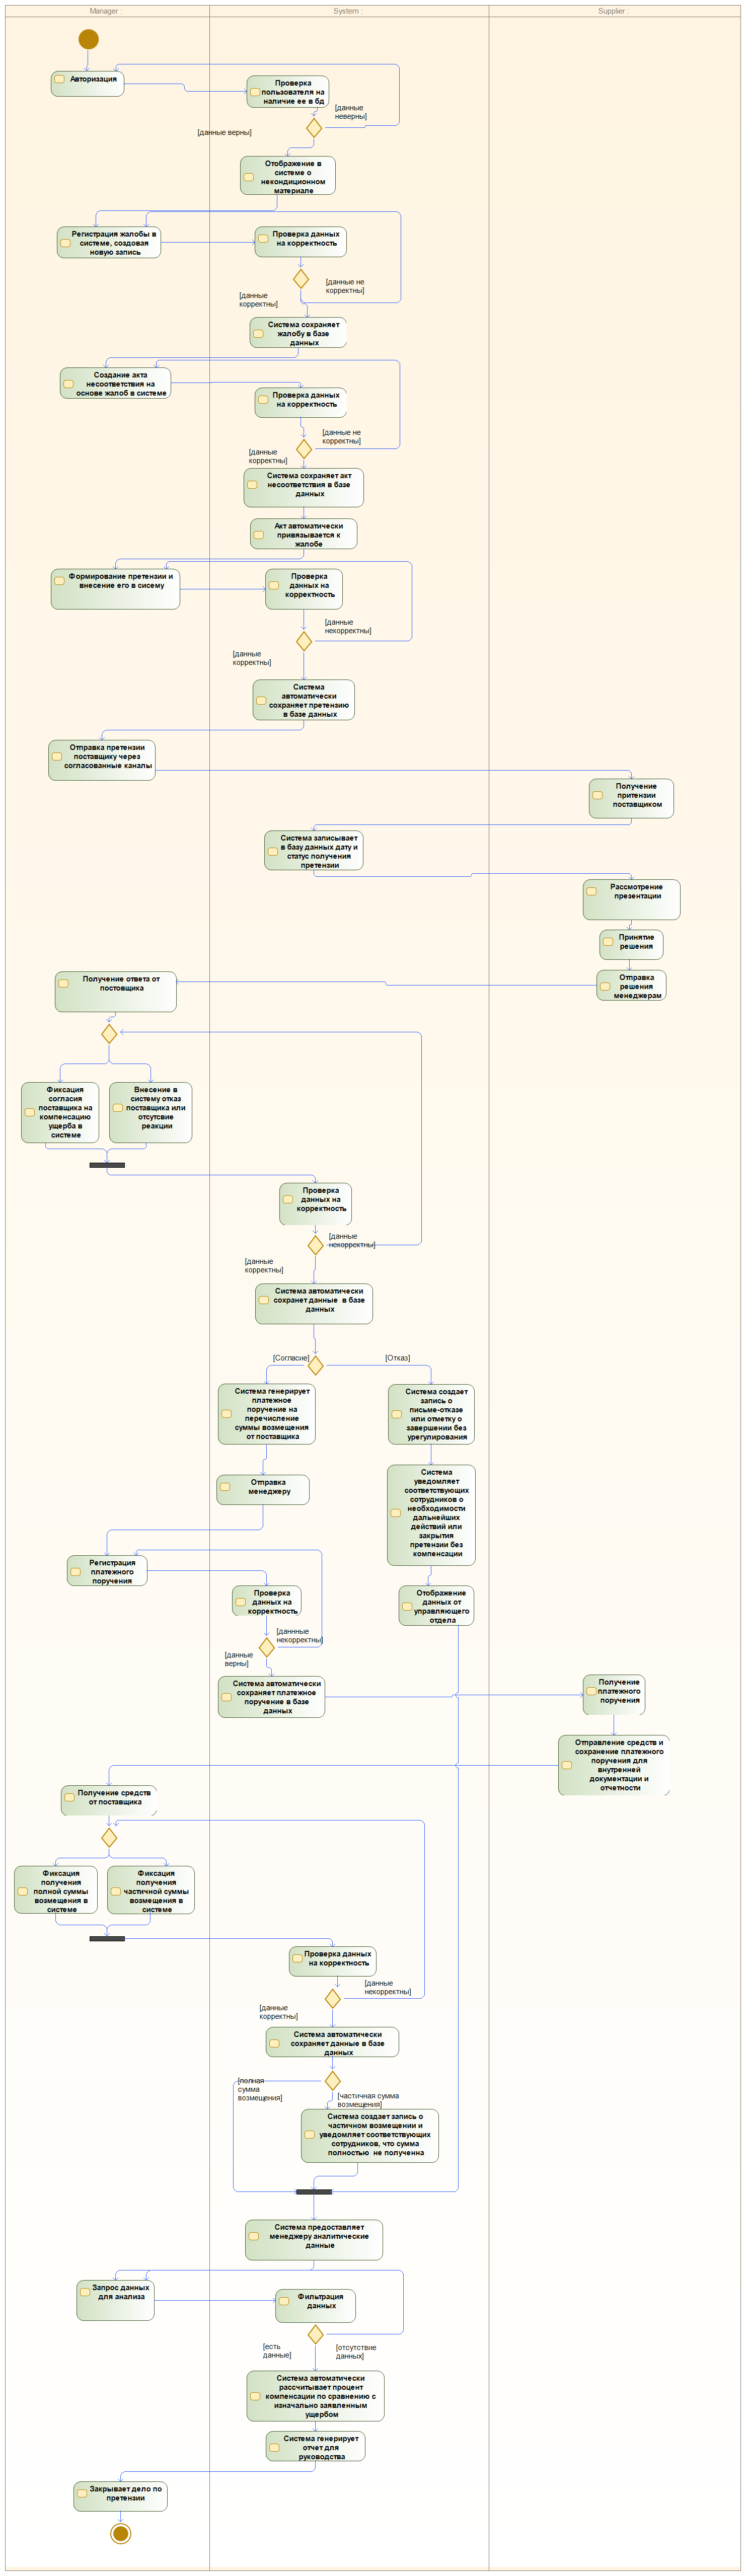 Manager :
System :
Supplier :
Авторизация
Проверка
пользователя на
наличие ее в бд
[данные
неверны]
[данные верны]
Отображение в
системе о
некондиционном
материале
Регистрация жалобы в
системе, создовая
новую запись
Проверка данных
на корректность
[данные не
корректны]
[данные
корректны]
Система сохраняет
жалобу в базе
данных
Создание акта
несоответствия на
основе жалоб в системе
Проверка данных
на корректность
[данные не
корректны]
[данные
корректны]
Система сохраняет акт
несоответствия в базе
данных
Акт автоматически
привязывается к
жалобе
Формирование претензии и
внесение его в сисему
Проверка
данных на
корректность
[данные
некорректны]
[данные
корректны]
Система
автоматически
сохраняет претензию
в базе данных
Отправка претензии
поставщику через
согласованные каналы
Получение
притензии
поставщиком
Система записывает
в базу данных дату и
статус получения
претензии
Рассмотрение
презентации
Принятие
решения
Отправка
решения
менеджерам
Получение ответа от
постовщика
Фиксация
согласия
поставщика на
компенсацию
ущерба в
системе
Внесение в
систему отказ
поставщика или
отсутсвие
реакции
Проверка
данных на
корректность
[данные
некорректны]
[данные
корректны]
Система автоматически
сохранет данные в базе
данных
[Согласие]
[Отказ]
Система генерирует
платежное
поручение на
перечисление
суммы возмещения
от поставщика
Система создает
запись о
письме-отказе
или отметку о
завершении без
урегулирования
Отправка
менеджеру
Система
уведомляет
соответствующих
сотрудников о
необходимости
дальнейших
действий или
закрытия
претензии без
компенсации
Регистрация
платежного
поручения
Проверка
данных на
корректность
Отображение
данных от
управляющего
отдела
[даннные
некорректны]
[данные
верны]
Система автоматически
сохраняет платежное
поручение в базе
данных
Получение
платежного
поручения
Отправление средств и
сохранение платежного
поручения для
внутренней
документации и
отчетности
Получение средств
от поставщика
Фиксация
получения
полной суммы
возмещения в
системе
Фиксация
получения
частичной суммы
возмещения в
системе
Проверка данных
на корректность
[данные
некорректны]
[данные
корректны]
Система автоматически
сохраняет данные в базе
данных
[полная
сумма
возмещения]
[частичная сумма
возмещения]
Система создает запись о
частичном возмещении и
уведомляет соответствующих
сотрудников, что сумма
полностью не полученна
Система предоставляет
менеджеру аналитические
данные
Запрос данных
для анализа
Фильтрация
данных
[есть
данные]
[отсутствие
данных]
Система автоматически
рассчитывает процент
компенсации по сравнению с
изначально заявленным
ущербом
Система генерирует
отчет для
руководства
Закрывает дело по
претензии